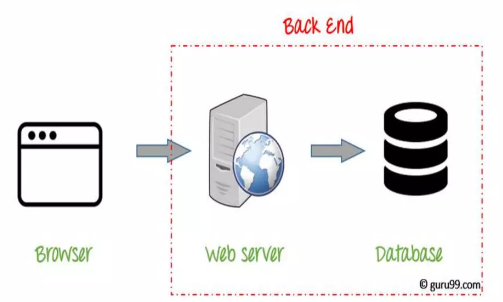 Back End
Browser
Web server
Database
© guru99.com